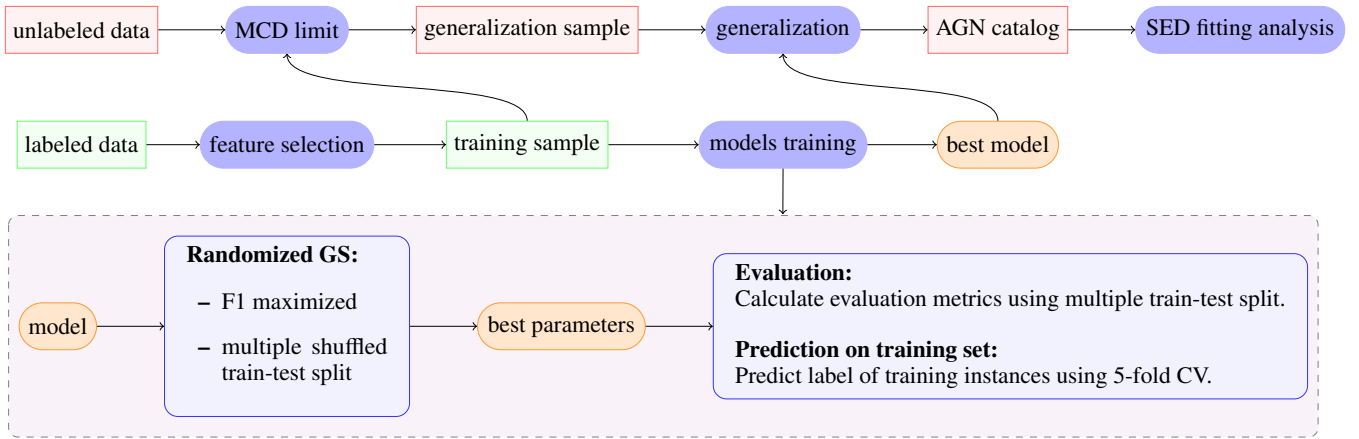 unlabeled data
MCD limit
generalization sample
generalization
AGN catalog
SED fitting analysis
labeled data
feature selection
training sample
models training
best model
model
Randomized GS:
– F1 maximized
– multiple shuffled
train-test split
best parameters
Evaluation:
Calculate evaluation metrics using multiple train-test split.
Prediction on training set:
Predict label of training instances using 5-fold CV.